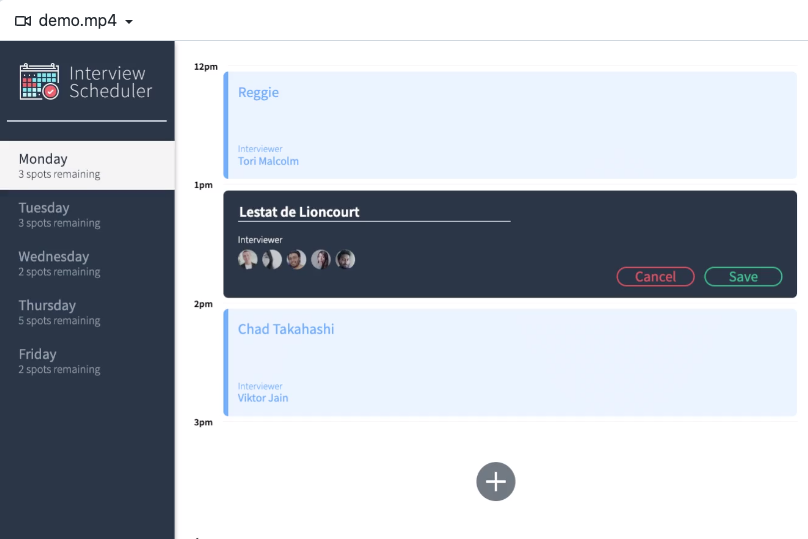 demo.mp4
Interview
Scheduler
Monday
3 spots remaining
Tuesday
3 spots remaining
Wednesday
2 spots remaining
Thursday
5 spots remaining
Friday
2 spots remaining
12pm
Reggie
Interviewer
Tori Malcolm
1pm
Lestat de Lioncourt
Interviewer
Cancel
Save
2pm
Chad Takahashi
Interviewer
Viktor Jain
3pm